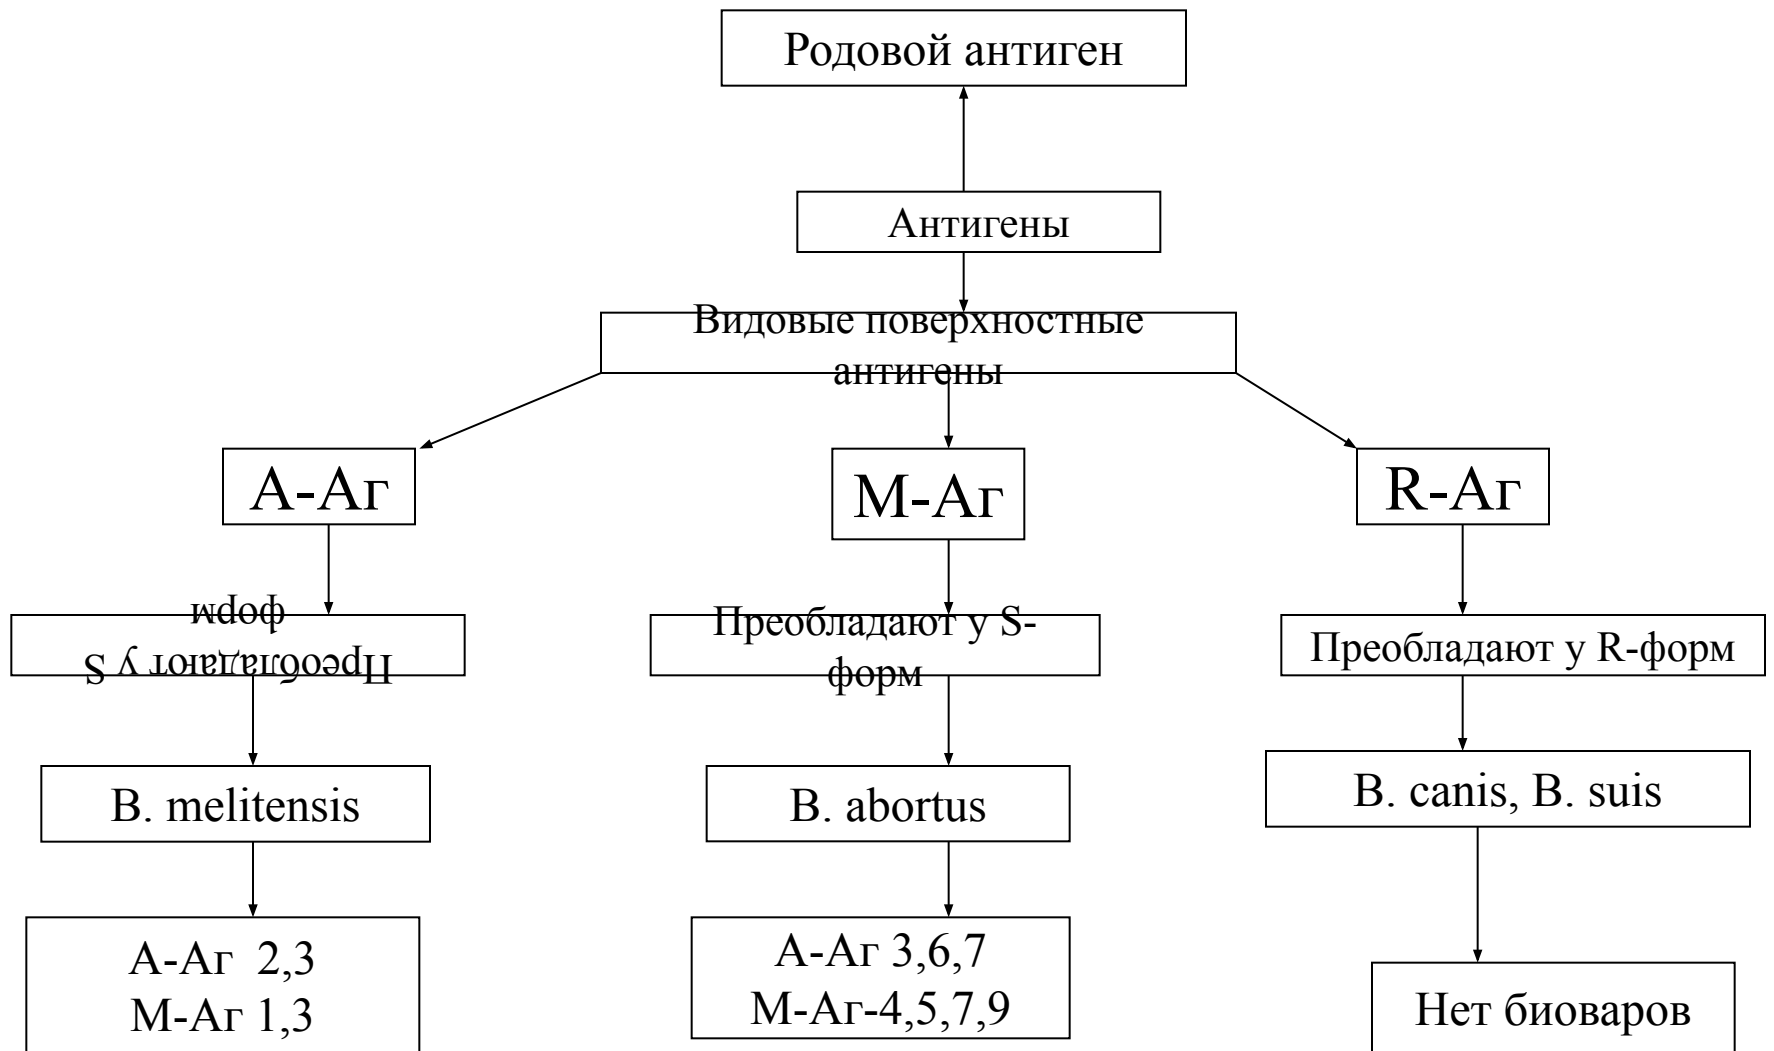 Родовой антиген
Антигены
Видовые поверхностные
антигены
А-Аг
М-Аг
R-Аг
Преобладают у S
форм
Преобладают у S-
форм
Преобладают у R-форм
B. melitensis
B. abortus
B. canis, B. suis
А-Аг  2,3
М-Аг 1,3
А-Аг 3,6,7
М-Аг-4,5,7,9
Нет биоваров